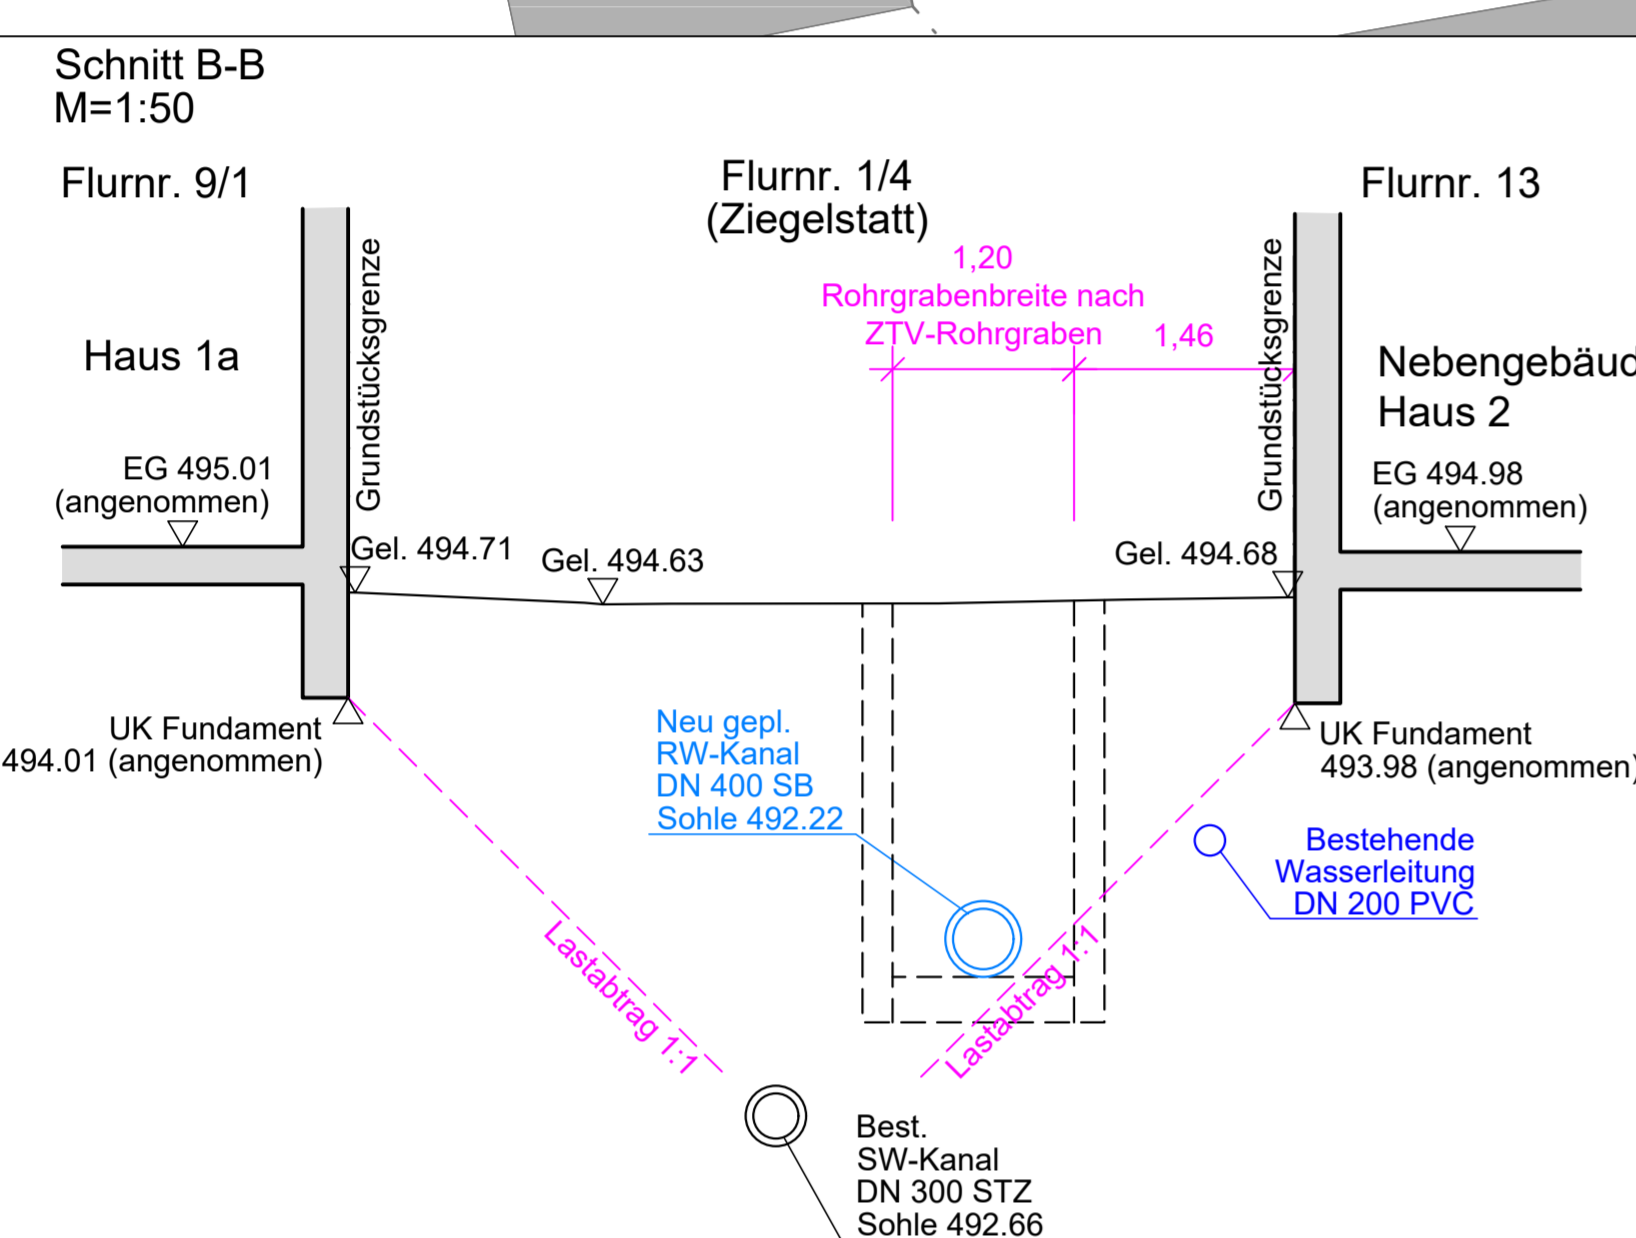 Schnitt B-B
M=1:50
Flurnr. 9/1
Flurnr. 1/4
(Ziegelstatt)
Flurnr. 13
1,20
Rohrgrabenbreite nach
ZTV-Rohrgraben
1,46
Grundstücksgrenze
Grundstücksgrenze
Haus 1a
Nebengebäud
Haus 2
EG 495.01
(angenommen)
EG 494.98
(angenommen)
Gel. 494.71
Gel. 494.63
Gel. 494.68
UK Fundament
494.01 (angenommen)
Neu gepl.
RW-Kanal
DN 400 SB
Sohle 492.22
UK Fundament
493.98 (angenommen)
Bestehende
Wasserleitung
DN 200 PVC
Lastabtrag 1:1
Lastabtrag 1:1
Best.
SW-Kanal
DN 300 STZ
Sohle 492.66